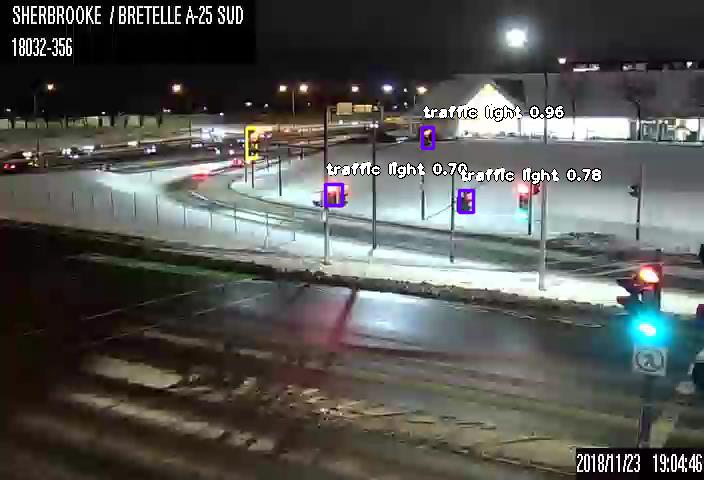 SHERBROOKE / BRETELLE A-25 SUD
18032-356
traffic light 0.96
traffic light 0.70
traffic light 0.78
2018/11/23 19:04:46